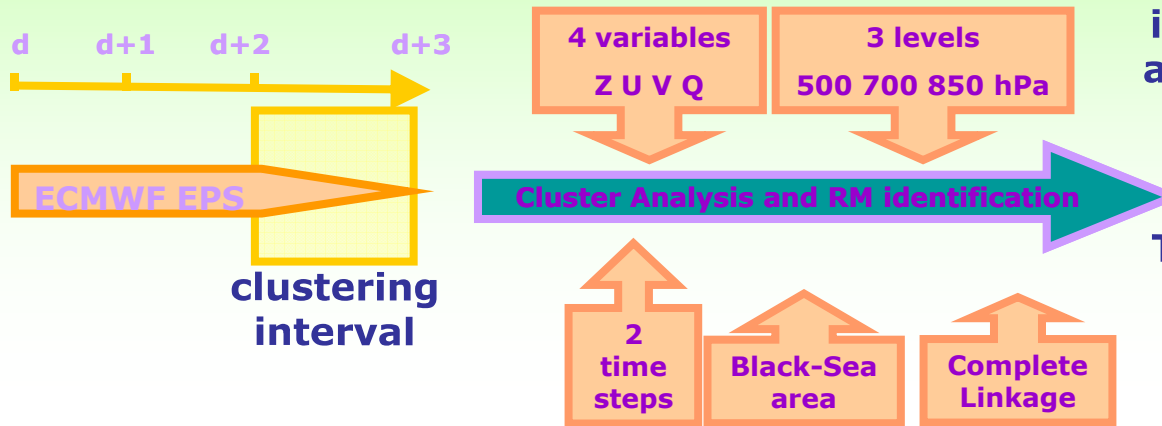 d d+1 d+2 d+3
ECMWF EPS
clustering
interval
4 variables
Z U V Q
3 levels
500 700 850 hPa
Cluster Analysis and RM identification
2
time
steps
Black-Sea
area
Complete
Linkage
i
a
T